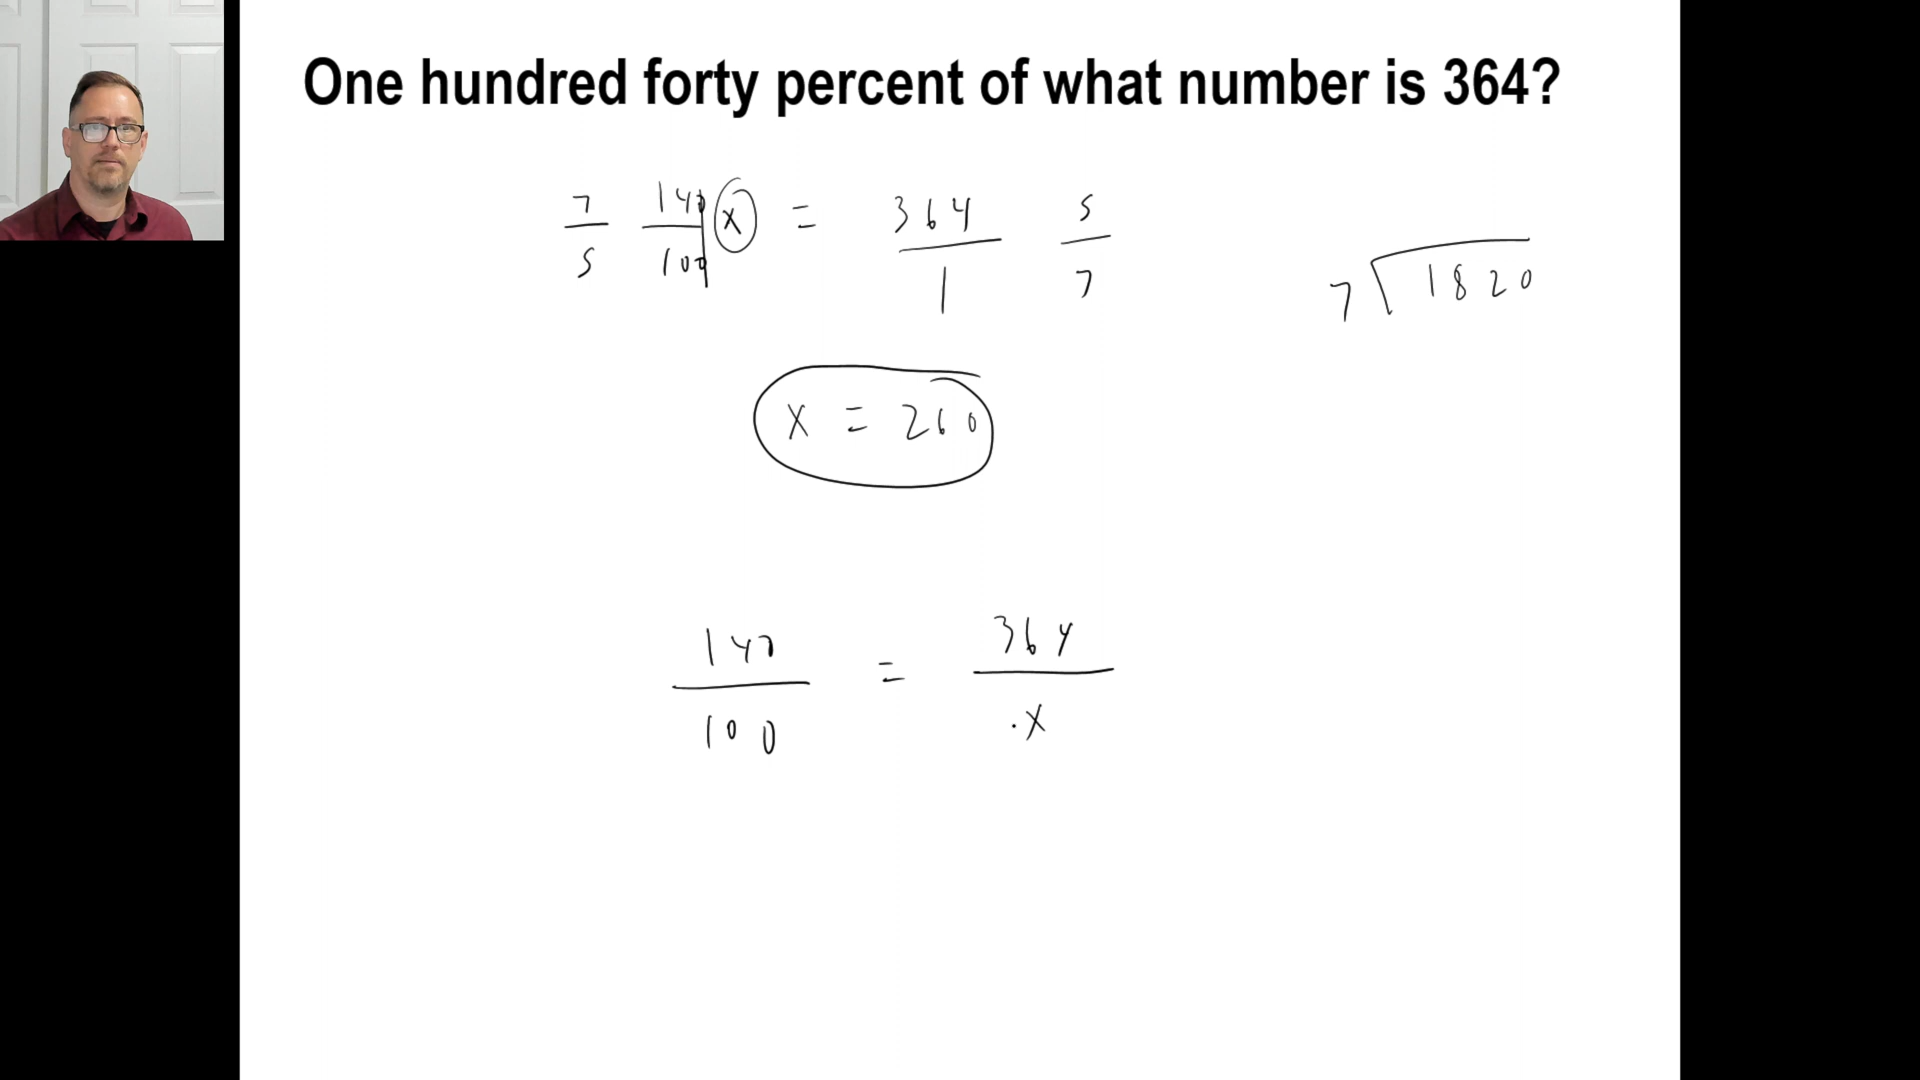 One hundred forty percent of what number is 364?
7/5 140/100 x = 364/1 5/7
7 1820
x = 260
140/100 = 364/x